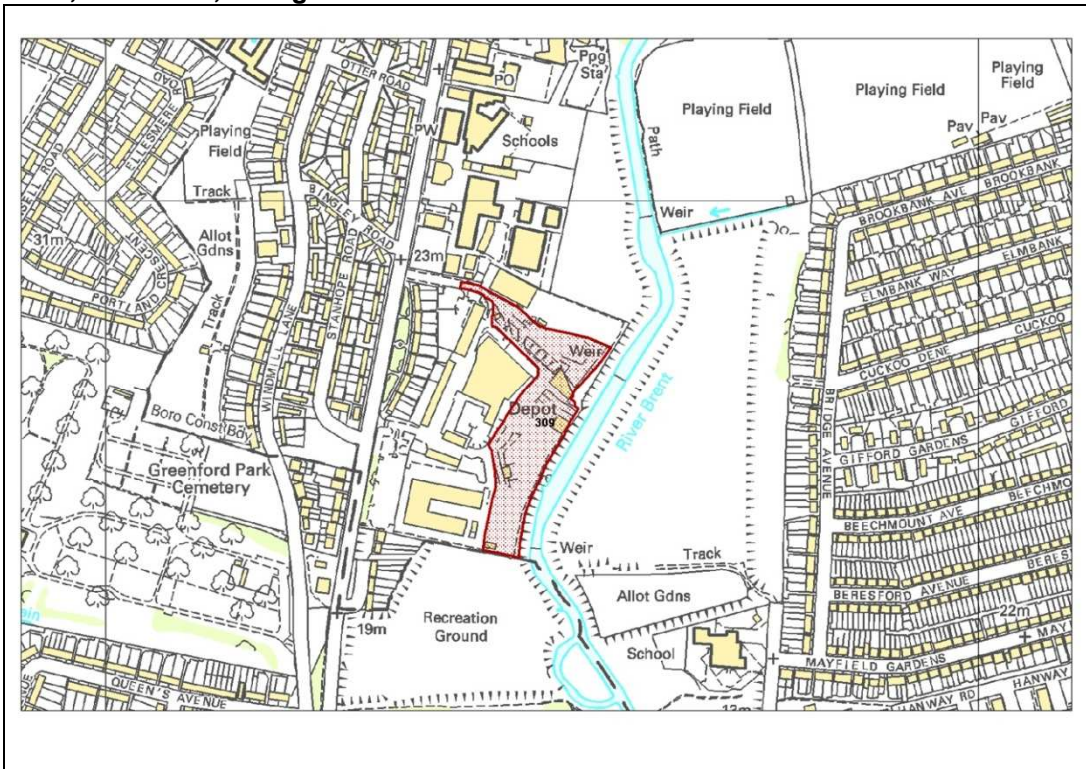 OTTER ROAD
PO
Ppg
Sta
Playing
Field
Playing Field
Playing Field
Pav
Pav
ELLESMERE
ROAD
Playing
Field
PW
Schools
Path
Track
BINGLEY ROAD
Weir
BROOKBANK AVE
BROOKBANK
31m
Allot
Gdns
23m
ELMBANK WAY
ELMBANK
PORTLAND CRESCENT
Track
STANHOPE ROAD
WINDMILL LANE
CUCKOO DENE
CUCKOO
Weir
Depot
309
River Brent
BRIDGE AVENUE
GIFFORD GARDENS
GIFFORD
Boro Const Bdy
Greenford Park
Cemetery
BEECHMOUNT AVE
BEECHMO
Weir
Track
BERESFORD AVENUE
BERES
Allot Gdns
22m
19m
Recreation
Ground
School
MAYFIELD GARDENS
MAY
QUEEN'S AVENUE
HANWAY RD
HANWAY